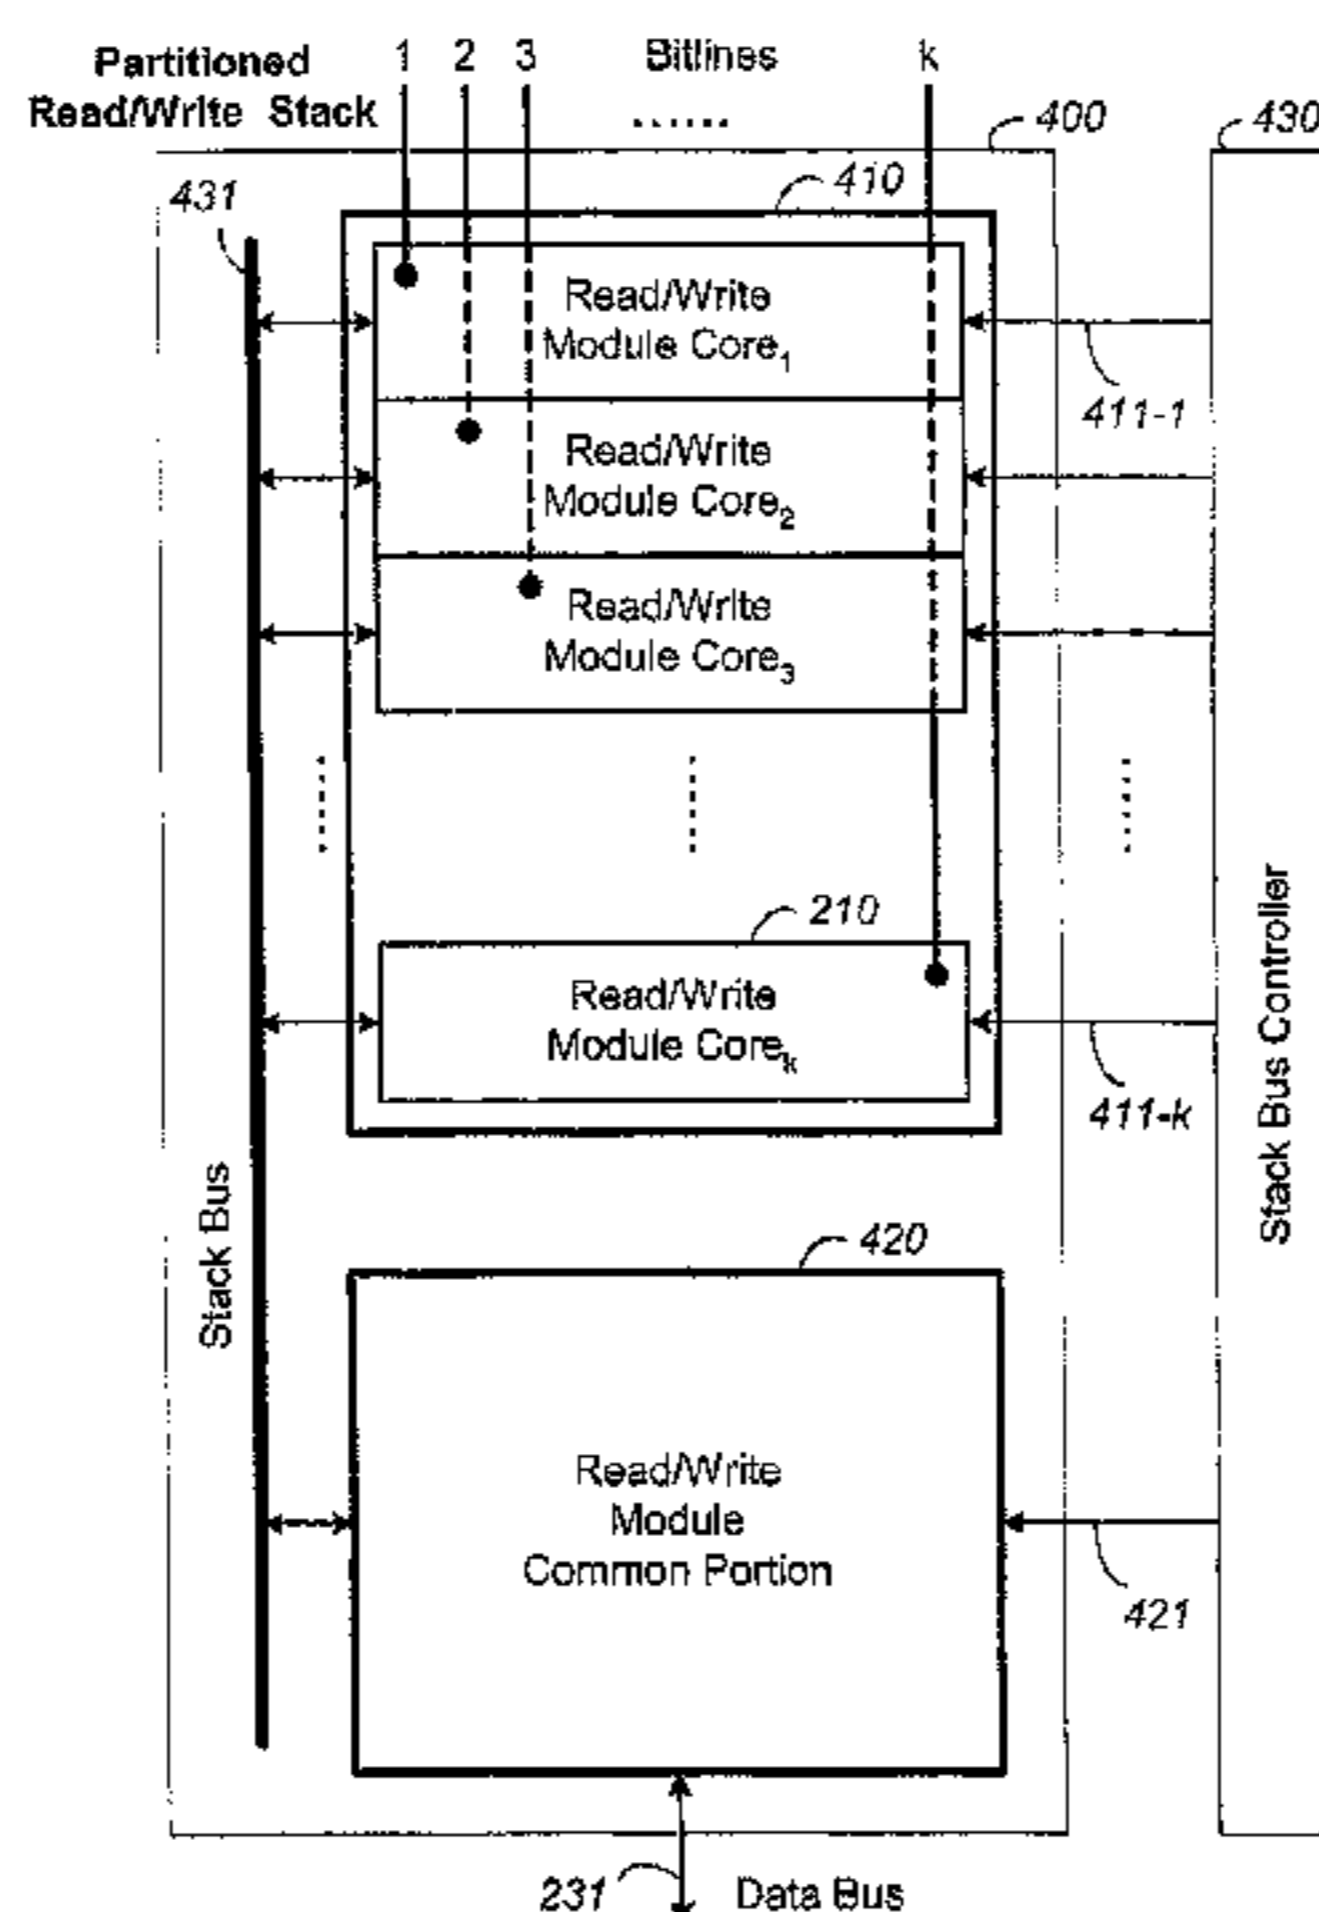 Partitioned
Read/Write Stack
1 2 3 Bitlines k
......
400
430
410
431
Read/Write
Module Core1
411-1
Read/Write
Module Core2
Read/Write
Module Core3
210
Read/Write
Module Corek
411-k
Stack Bus Controller
Stack Bus
420
Read/Write
Module
Common Portion
421
231 Data Bus